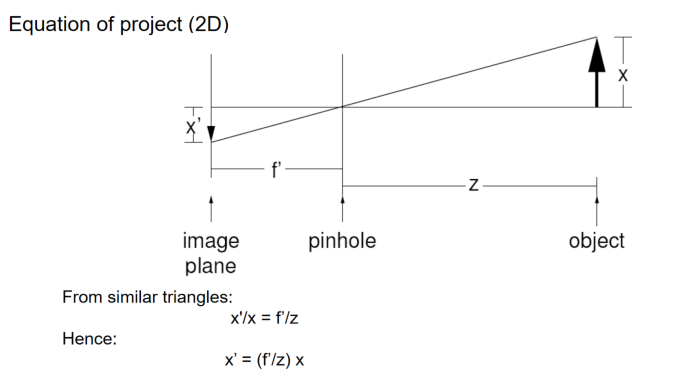 Equation of project (2D)
x
x'
f'
z
image
plane
pinhole
object
From similar triangles:
x'/x = f'/z
Hence:
x' = (f'/z) x